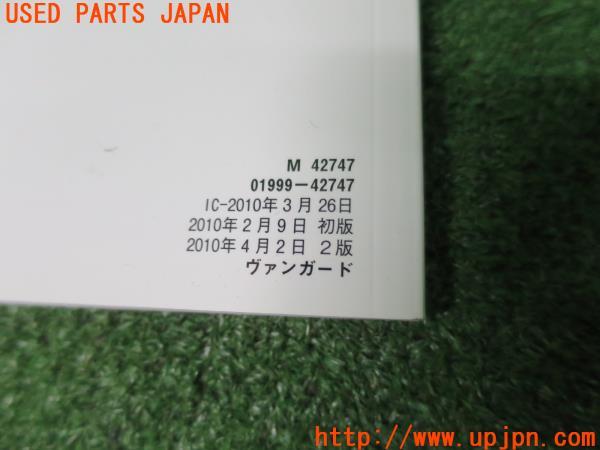 USED PARTS JAPAN
M 42747
01999-42747
IC-2010年3月26日
2010年2月9日 初版
2010年4月2日 2版
ヴァンガード
http://www.upjpn.com